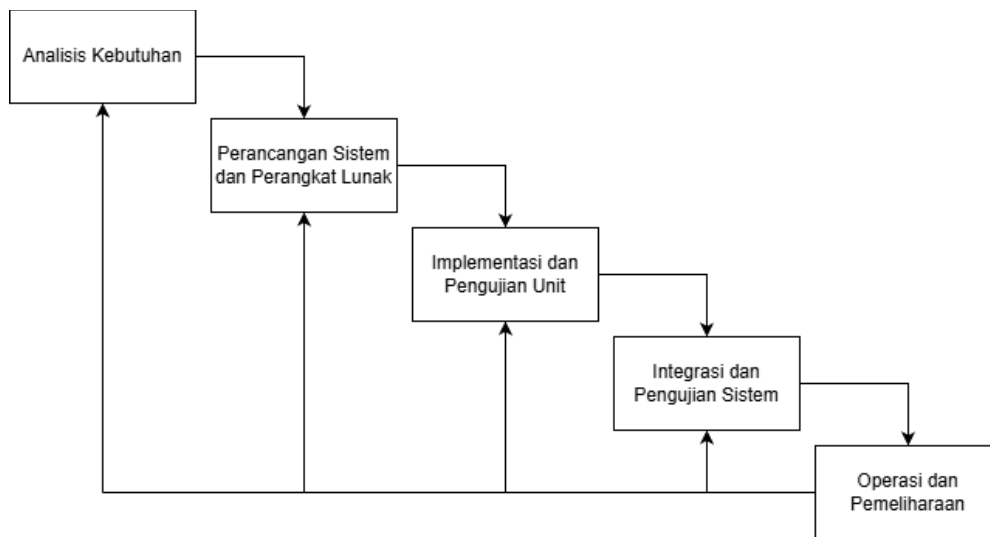 Analisis Kebutuhan
Perancangan Sistem
dan Perangkat Lunak
Implementasi dan
Pengujian Unit
Integrasi dan
Pengujian Sistem
Operasi dan
Pemeliharaan